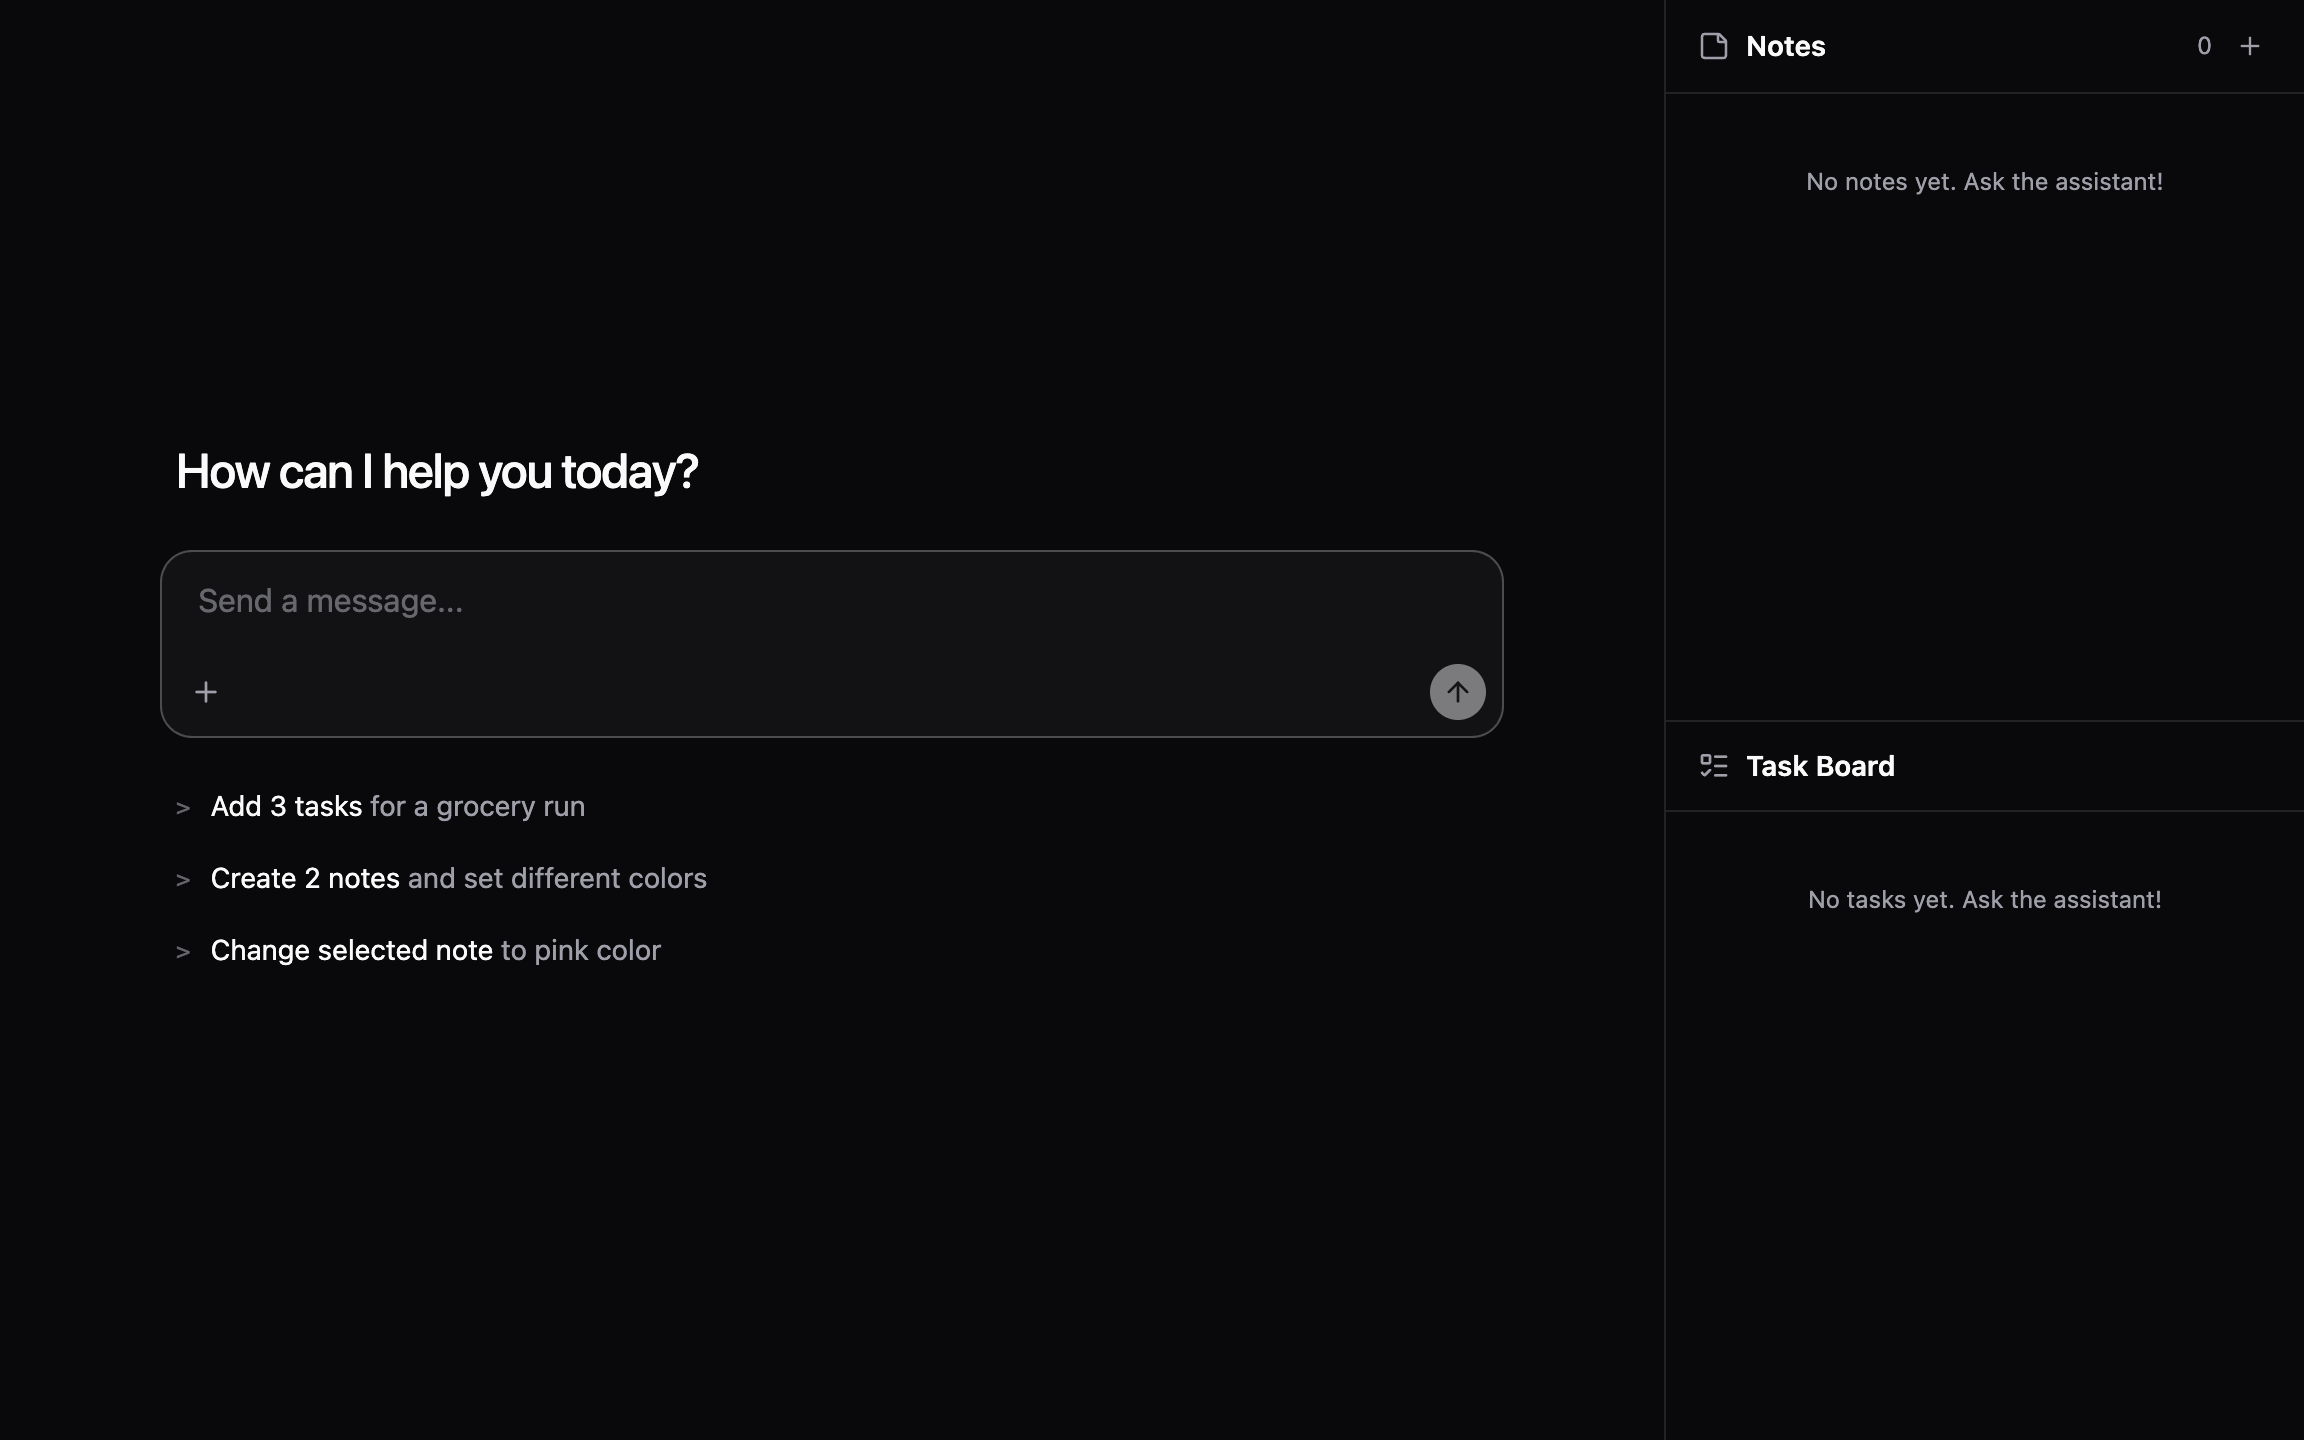 How can I help you today?
Send a message...
> Add 3 tasks for a grocery run
> Create 2 notes and set different colors
> Change selected note to pink color
Notes 0
No notes yet. Ask the assistant!
Task Board
No tasks yet. Ask the assistant!